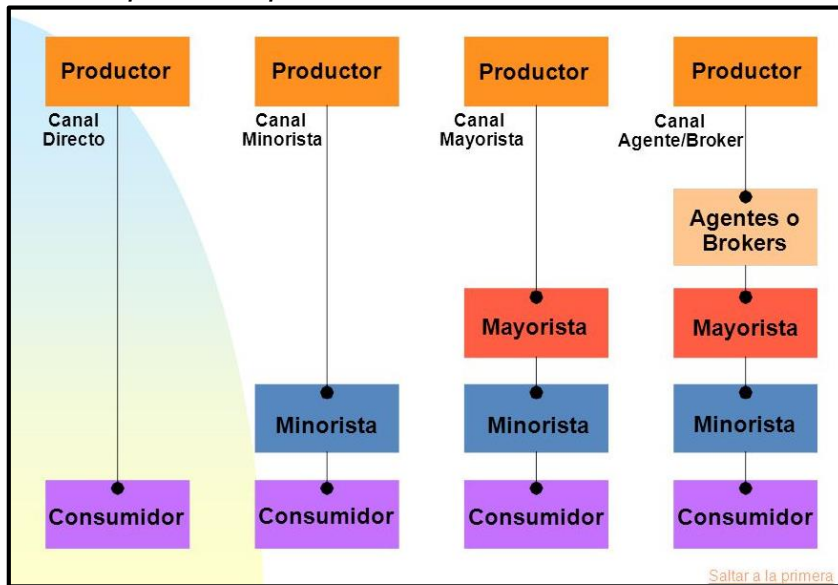 Productor
Productor
Productor
Productor
Canal
Directo
Canal
Minorista
Canal
Mayorista
Canal
Agente/Broker
Agentes o
Brokers
Mayorista
Mayorista
Minorista
Minorista
Minorista
Consumidor
Consumidor
Consumidor
Consumidor
Saltar a la primera